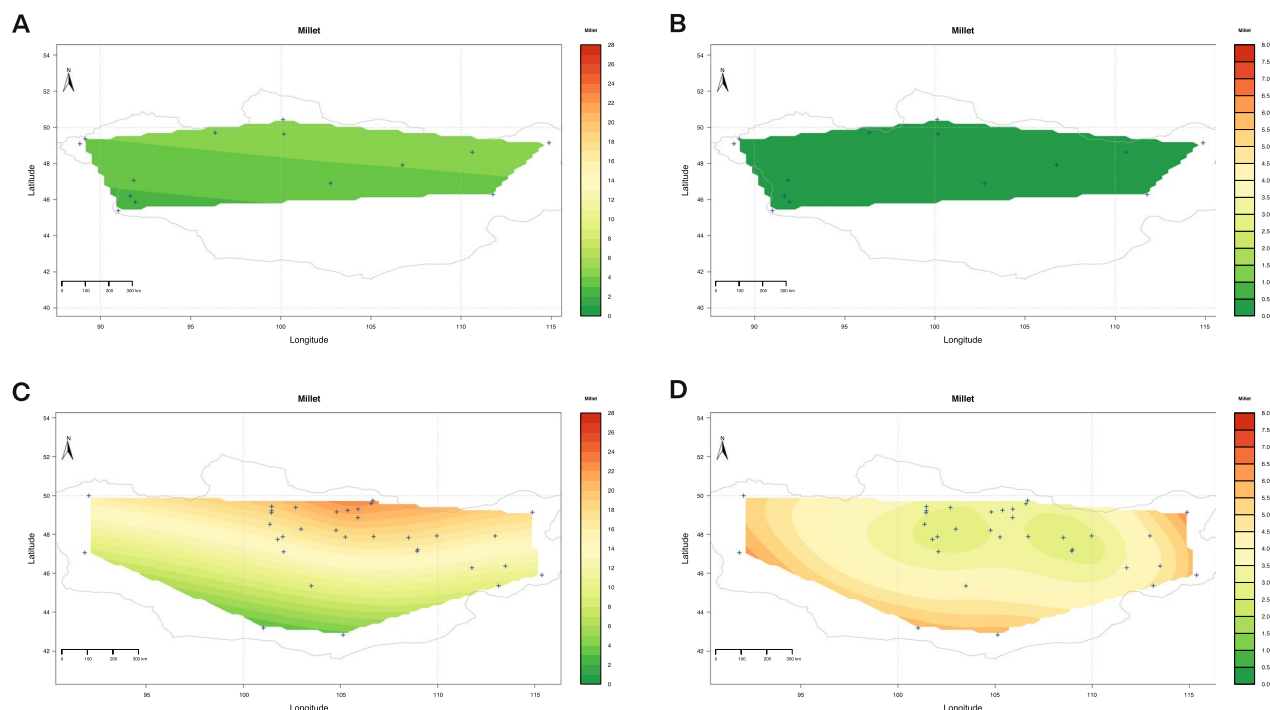 A
Millet
Millet
N
54
52
50
48
46
44
42
40
Latitude
0 100 200 300 km
90 95 100 105 110 115
Longitude
28
26
24
22
20
18
16
14
12
10
8
6
4
2
0
B
Millet
Millet
N
54
52
50
48
46
44
42
40
Latitude
0 100 200 300 km
90 95 100 105 110 115
Longitude
8.0
7.5
7.0
6.5
6.0
5.5
5.0
4.5
4.0
3.5
3.0
2.5
2.0
1.5
1.0
0.5
0.0
C
Millet
Millet
N
54
52
50
48
46
44
42
Latitude
0 100 200 300 km
95 100 105 110 115
Longitude
28
26
24
22
20
18
16
14
12
10
8
6
4
2
0
D
Millet
Millet
N
54
52
50
48
46
44
42
Latitude
0 100 200 300 km
95 100 105 110 115
Longitude
8.0
7.5
7.0
6.5
6.0
5.5
5.0
4.5
4.0
3.5
3.0
2.5
2.0
1.5
1.0
0.5
0.0